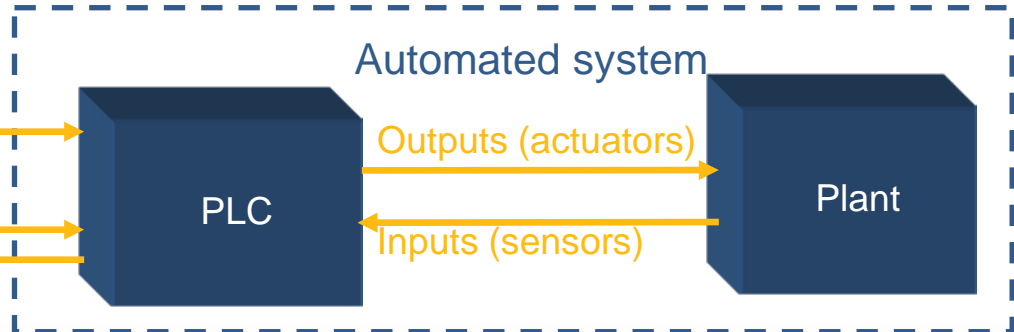 Automated system
Outputs (actuators)
PLC
Plant
Inputs (sensors)